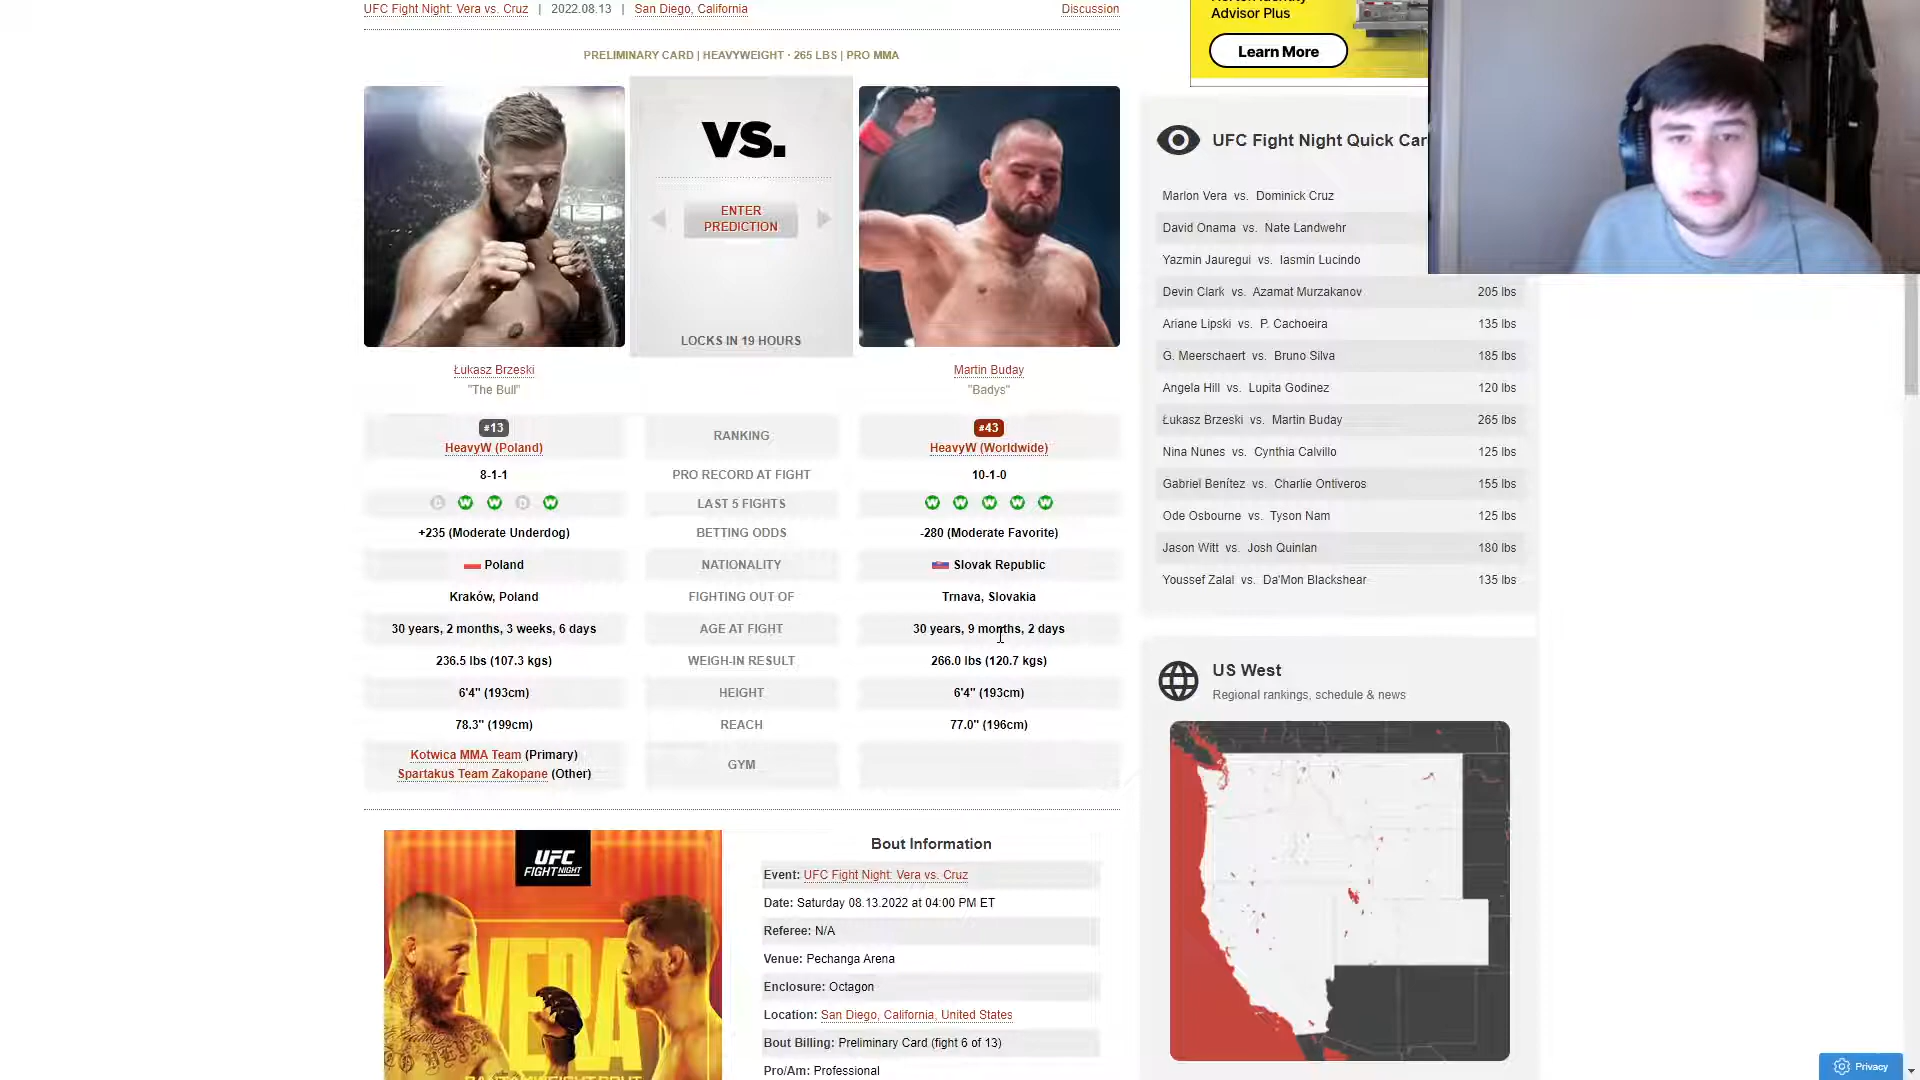 UFC Fight Night: Vera vs. Cruz | 2022.08.13 | San Diego, California
Discussion
PRELIMINARY CARD | HEAVYWEIGHT · 265 LBS | PRO MMA
VS.
ENTER
PREDICTION
LOCKS IN 19 HOURS
Łukasz Brzeski
"The Bull"
Martin Buday
"Badys"
#13
HeavyW (Poland)
RANKING
#43
HeavyW (Worldwide)
8-1-1
PRO RECORD AT FIGHT
10-1-0
D W W D W
LAST 5 FIGHTS
W W W W W
+235 (Moderate Underdog)
BETTING ODDS
-280 (Moderate Favorite)
Poland
NATIONALITY
Slovak Republic
Kraków, Poland
FIGHTING OUT OF
Trnava, Slovakia
30 years, 2 months, 3 weeks, 6 days
AGE AT FIGHT
30 years, 9 months, 2 days
236.5 lbs (107.3 kgs)
WEIGH-IN RESULT
266.0 lbs (120.7 kgs)
6'4" (193cm)
HEIGHT
6'4" (193cm)
78.3" (199cm)
REACH
77.0" (196cm)
Kotwica MMA Team (Primary)
Spartakus Team Zakopane (Other)
GYM
UFC
FIGHT NIGHT
VERA
Bout Information
Event: UFC Fight Night: Vera vs. Cruz
Date: Saturday 08.13.2022 at 04:00 PM ET
Referee: N/A
Venue: Pechanga Arena
Enclosure: Octagon
Location: San Diego, California, United States
Bout Billing: Preliminary Card (fight 6 of 13)
Pro/Am: Professional
Advisor Plus
Learn More
UFC Fight Night Quick Car
Marlon Vera vs. Dominick Cruz
David Onama vs. Nate Landwehr
Yazmin Jauregui vs. Iasmin Lucindo
Devin Clark vs. Azamat Murzakanov 205 lbs
Ariane Lipski vs. P. Cachoeira 135 lbs
G. Meerschaert vs. Bruno Silva 185 lbs
Angela Hill vs. Lupita Godinez 120 lbs
Łukasz Brzeski vs. Martin Buday 265 lbs
Nina Nunes vs. Cynthia Calvillo 125 lbs
Gabriel Benítez vs. Charlie Ontiveros 155 lbs
Ode Osbourne vs. Tyson Nam 125 lbs
Jason Witt vs. Josh Quinlan 180 lbs
Youssef Zalal vs. Da'Mon Blackshear 135 lbs
US West
Regional rankings, schedule & news
Privacy